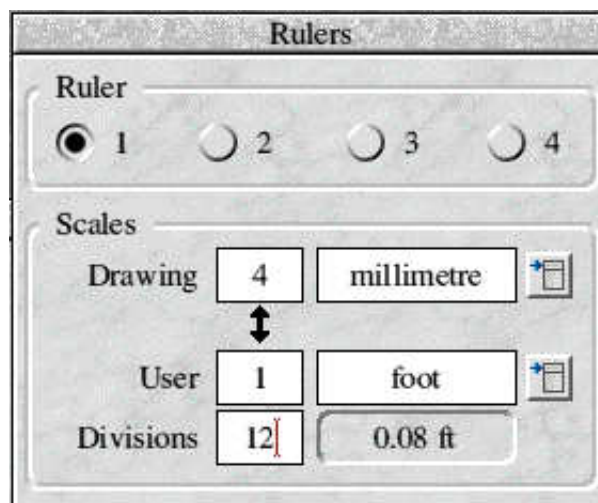 Rulers
Ruler
1 2 3 4
Scales
Drawing 4 millimetre
User 1 foot
Divisions 12 0.08 ft